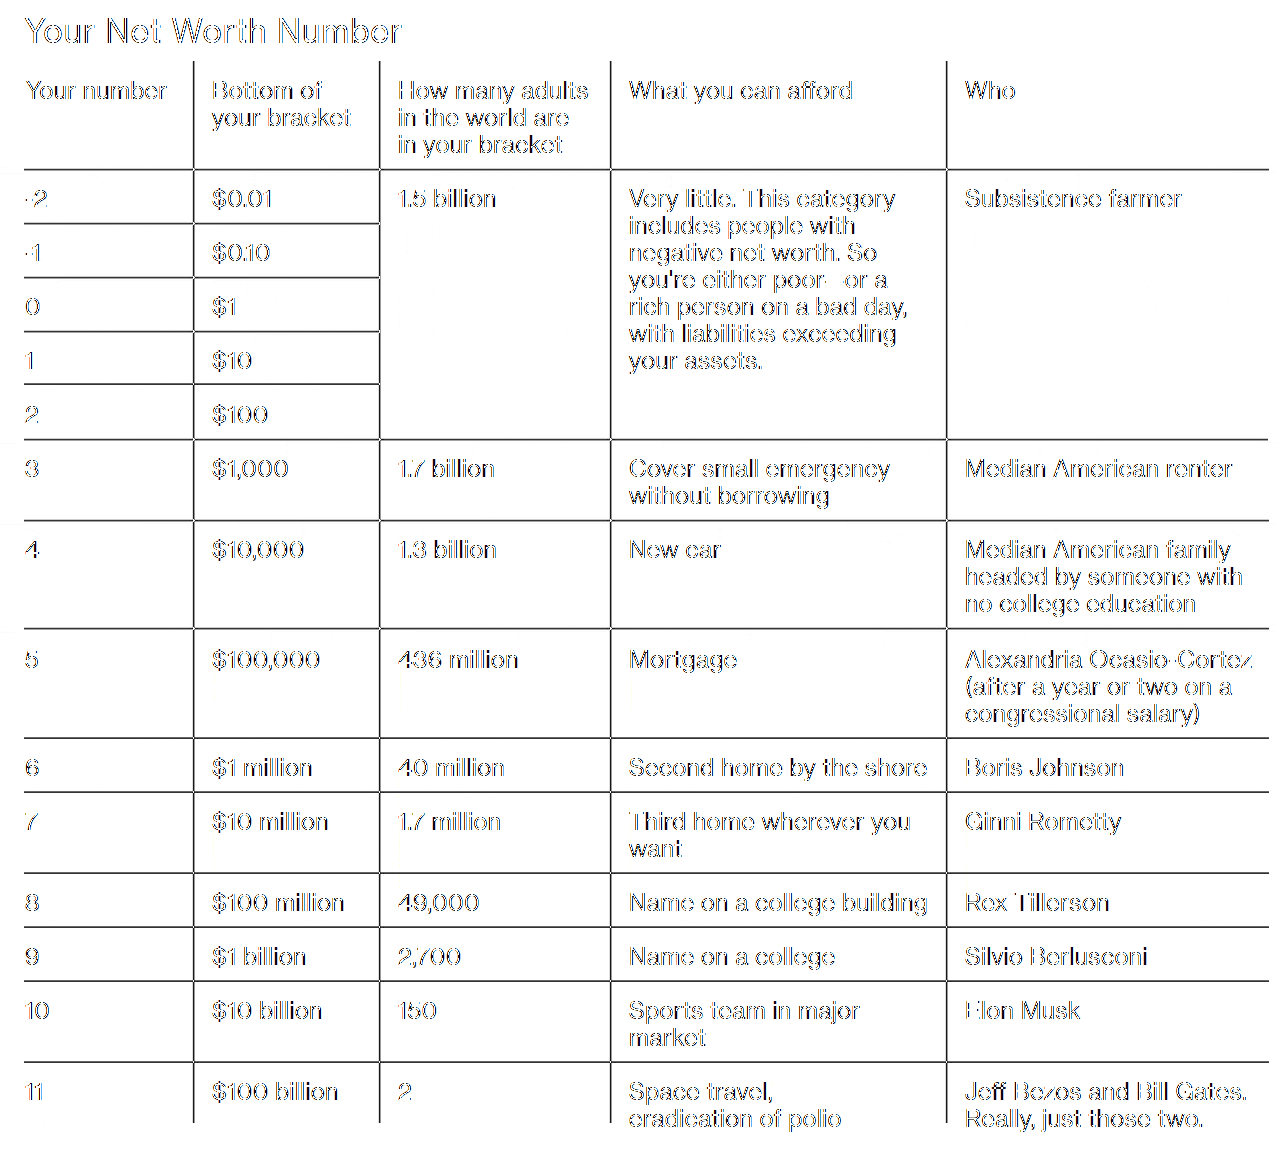 Your Net Worth Number
Your number
Bottom of
your bracket
How many adults
in the world are
in your bracket
What you can afford
Who
-2
$0.01
1.5 billion
Very little. This category
includes people with
negative net worth. So
you're either poor—or a
rich person on a bad day,
with liabilities exceeding
your assets.
Subsistence farmer
-1
$0.10
0
$1
1
$10
2
$100
3
$1,000
1.7 billion
Cover small emergency
without borrowing
Median American renter
4
$10,000
1.3 billion
New car
Median American family
headed by someone with
no college education
5
$100,000
436 million
Mortgage
Alexandria Ocasio-Cortez
(after a year or two on a
congressional salary)
6
$1 million
40 million
Second home by the shore
Boris Johnson
7
$10 million
1.7 million
Third home wherever you
want
Ginni Rometty
8
$100 million
49,000
Name on a college building
Rex Tillerson
9
$1 billion
2,700
Name on a college
Silvio Berlusconi
10
$10 billion
150
Sports team in major
market
Elon Musk
11
$100 billion
2
Space travel,
eradication of polio
Jeff Bezos and Bill Gates.
Really, just those two.